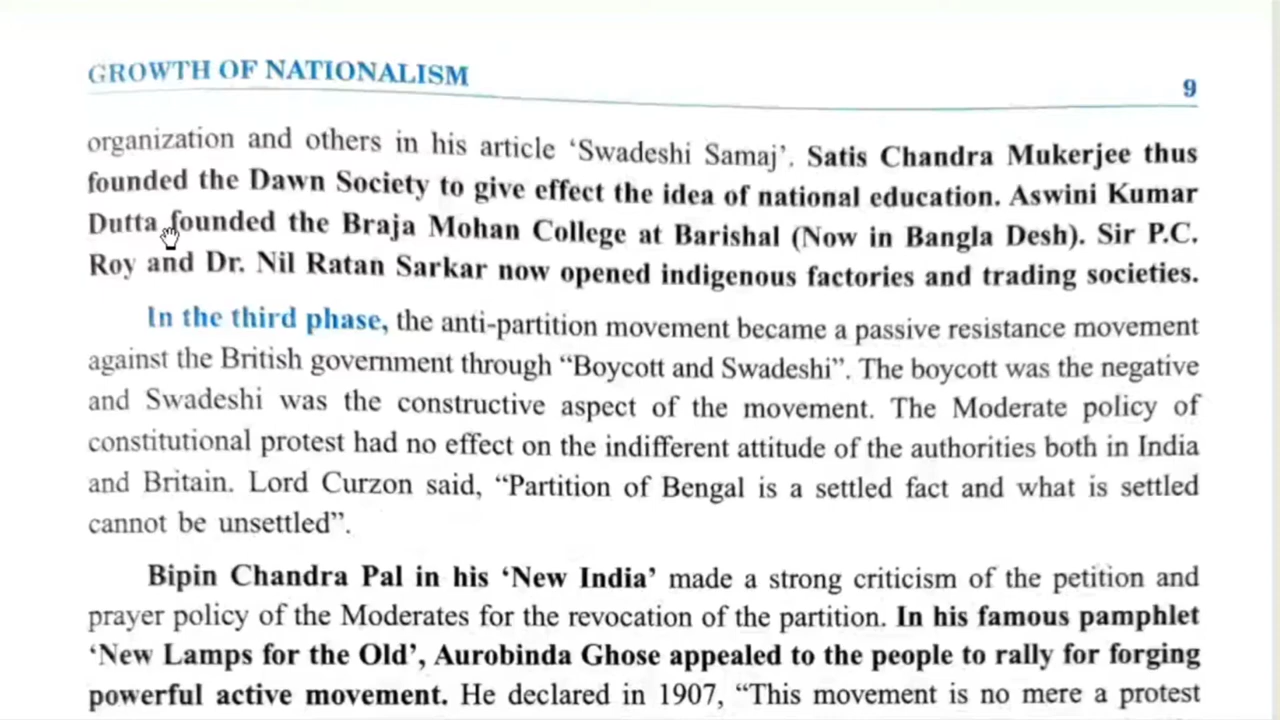 GROWTH OF NATIONALISM
9
organization and others in his article ‘Swadeshi Samaj’. Satis Chandra Mukerjee thus
founded the Dawn Society to give effect the idea of national education. Aswini Kumar
Dutta founded the Braja Mohan College at Barishal (Now in Bangla Desh). Sir P.C.
Roy and Dr. Nil Ratan Sarkar now opened indigenous factories and trading societies.
In the third phase, the anti-partition movement became a passive resistance movement
against the British government through “Boycott and Swadeshi”. The boycott was the negative
and Swadeshi was the constructive aspect of the movement. The Moderate policy of
constitutional protest had no effect on the indifferent attitude of the authorities both in India
and Britain. Lord Curzon said, “Partition of Bengal is a settled fact and what is settled
cannot be unsettled”.
Bipin Chandra Pal in his ‘New India’ made a strong criticism of the petition and
prayer policy of the Moderates for the revocation of the partition. In his famous pamphlet
‘New Lamps for the Old’, Aurobinda Ghose appealed to the people to rally for forging
powerful active movement. He declared in 1907, “This movement is no mere a protest